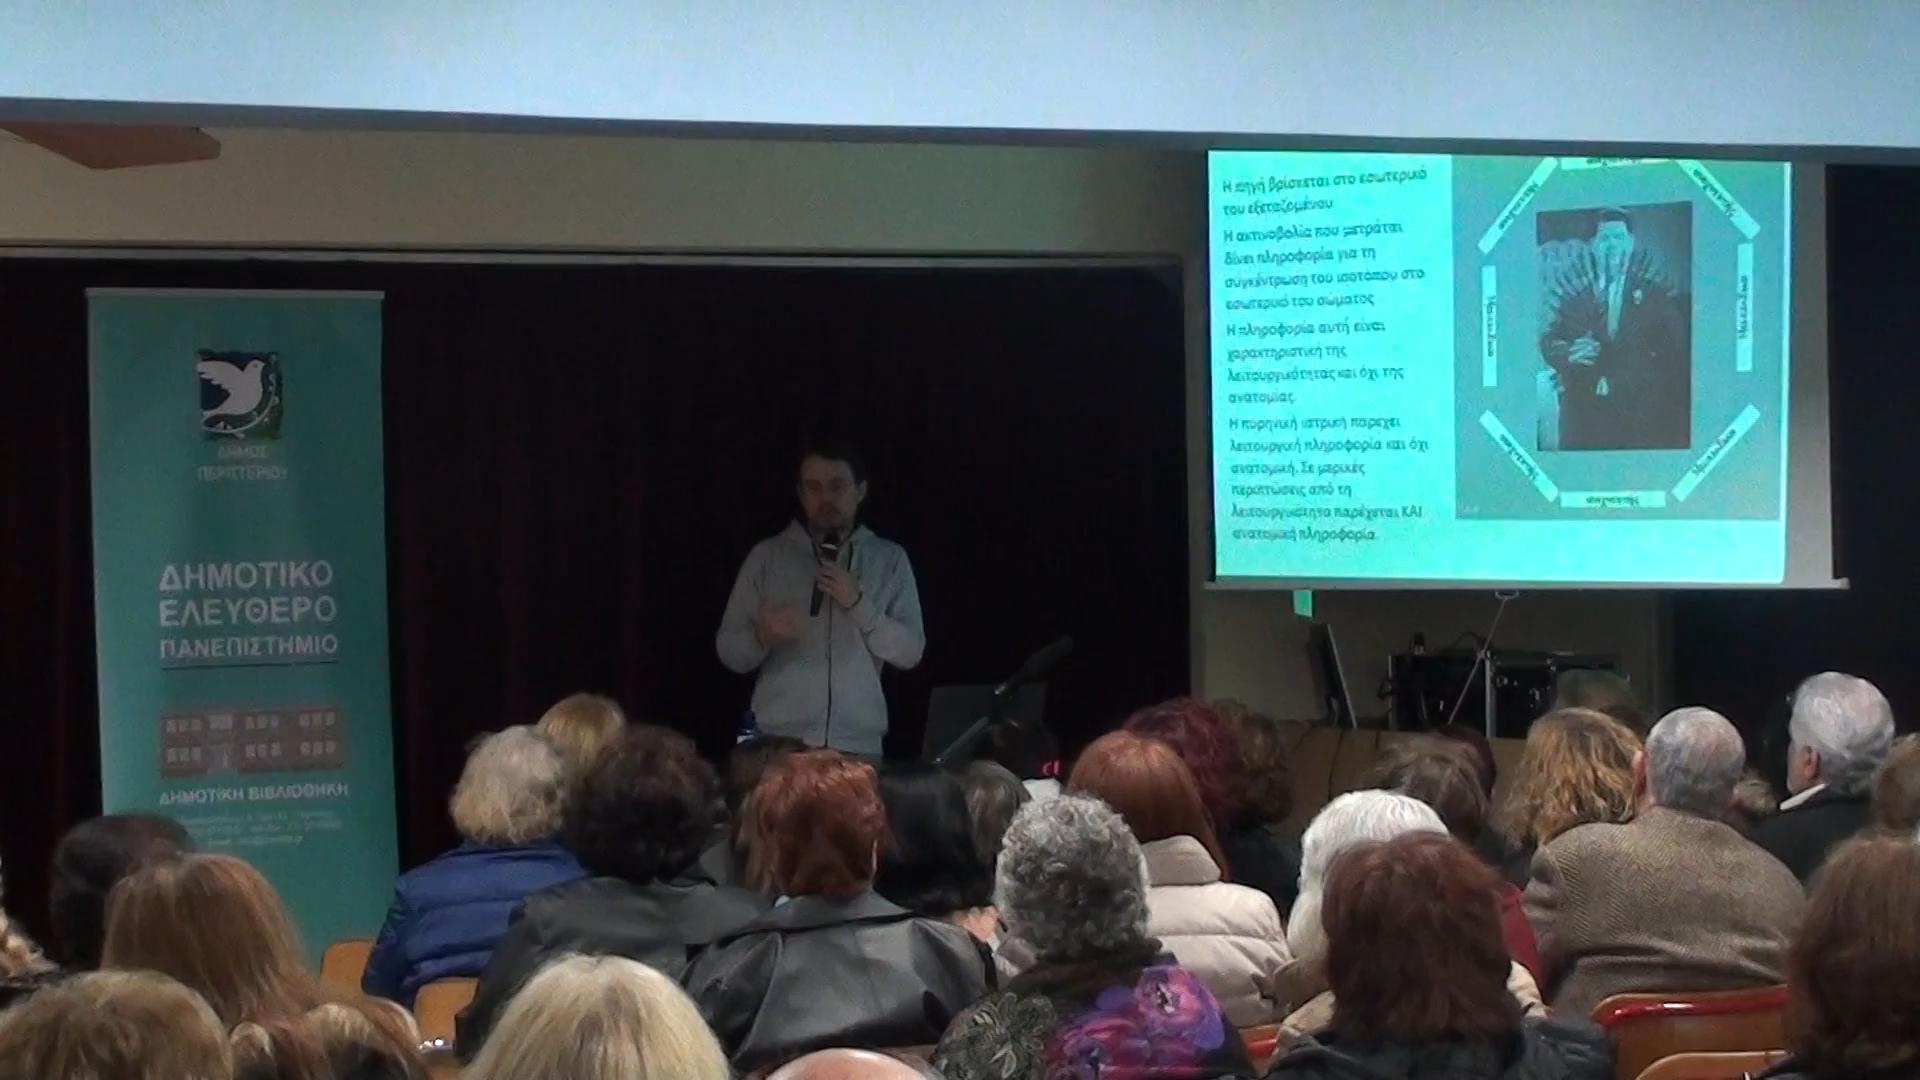 ΔΗΜΟΣ
ΠΕΡΙΣΤΕΡΙΟΥ
ΔΗΜΟΤΙΚΟ
ΕΛΕΥΘΕΡΟ
ΠΑΝΕΠΙΣΤΗΜΙΟ
ΔΗΜΟΤΙΚΗ ΒΙΒΛΙΟΘΗΚΗ
Η πηγή βρίσκεται στο εσωτερικό
του εξεταζομένου
Η ακτινοβολία που μετράται
δίνει πληροφορία για τη
συγκέντρωση του ισοτόπου στο
εσωτερικό του σώματος
Η πληροφορία αυτή είναι
χαρακτηριστική της
λειτουργικότητας και όχι της
ανατομίας.
Η πυρηνική ιατρική παρέχει
λειτουργική πληροφορία και όχι
ανατομική. Σε μερικές
περιπτώσεις από τη
λειτουργικότητα παρέχεται ΚΑΙ
ανατομική πληροφορία.